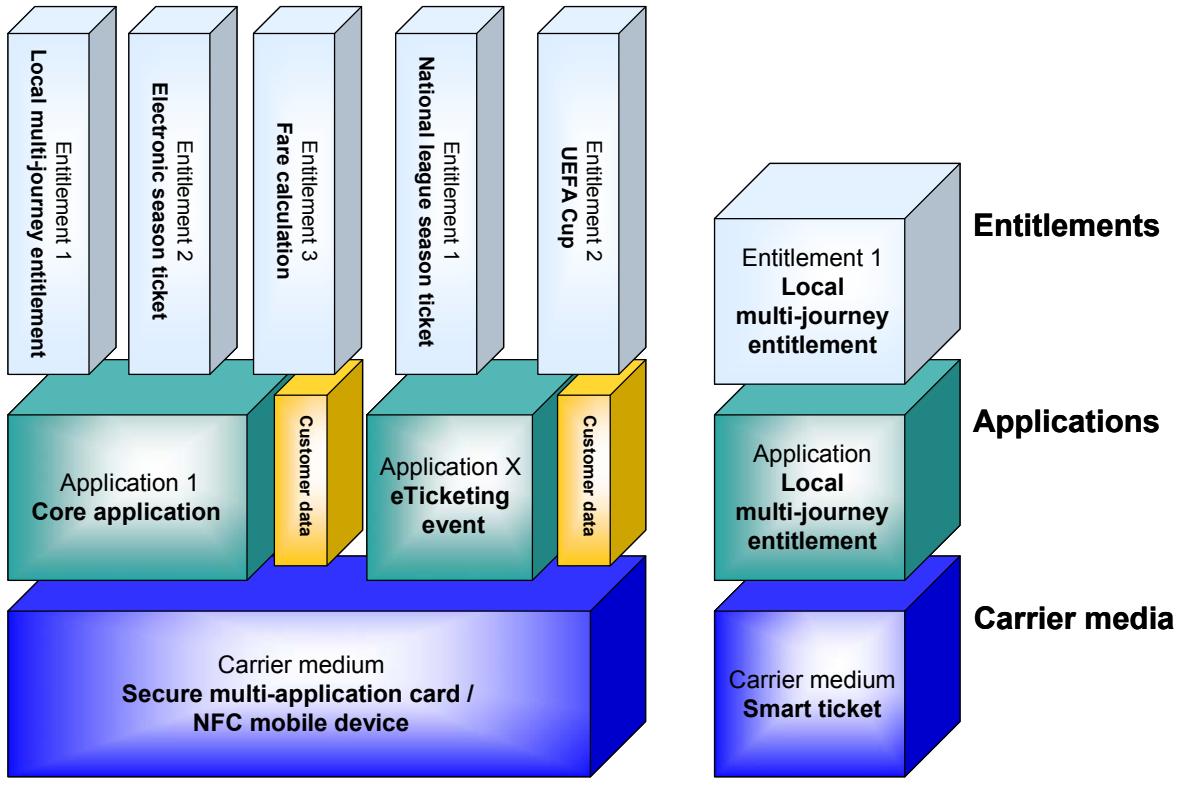 Entitlement 1
Local multi-journey entitlement
Entitlement 2
Electronic season ticket
Entitlement 3
Fare calculation
Entitlement 1
National league season ticket
Entitlement 2
UEFA Cup
Entitlement 1
Local
multi-journey
entitlement
Entitlements
Application 1
Core application
Customer data
Application X
eTicketing
event
Customer data
Application
Local
multi-journey
entitlement
Applications
Carrier medium
Secure multi-application card /
NFC mobile device
Carrier medium
Smart ticket
Carrier media